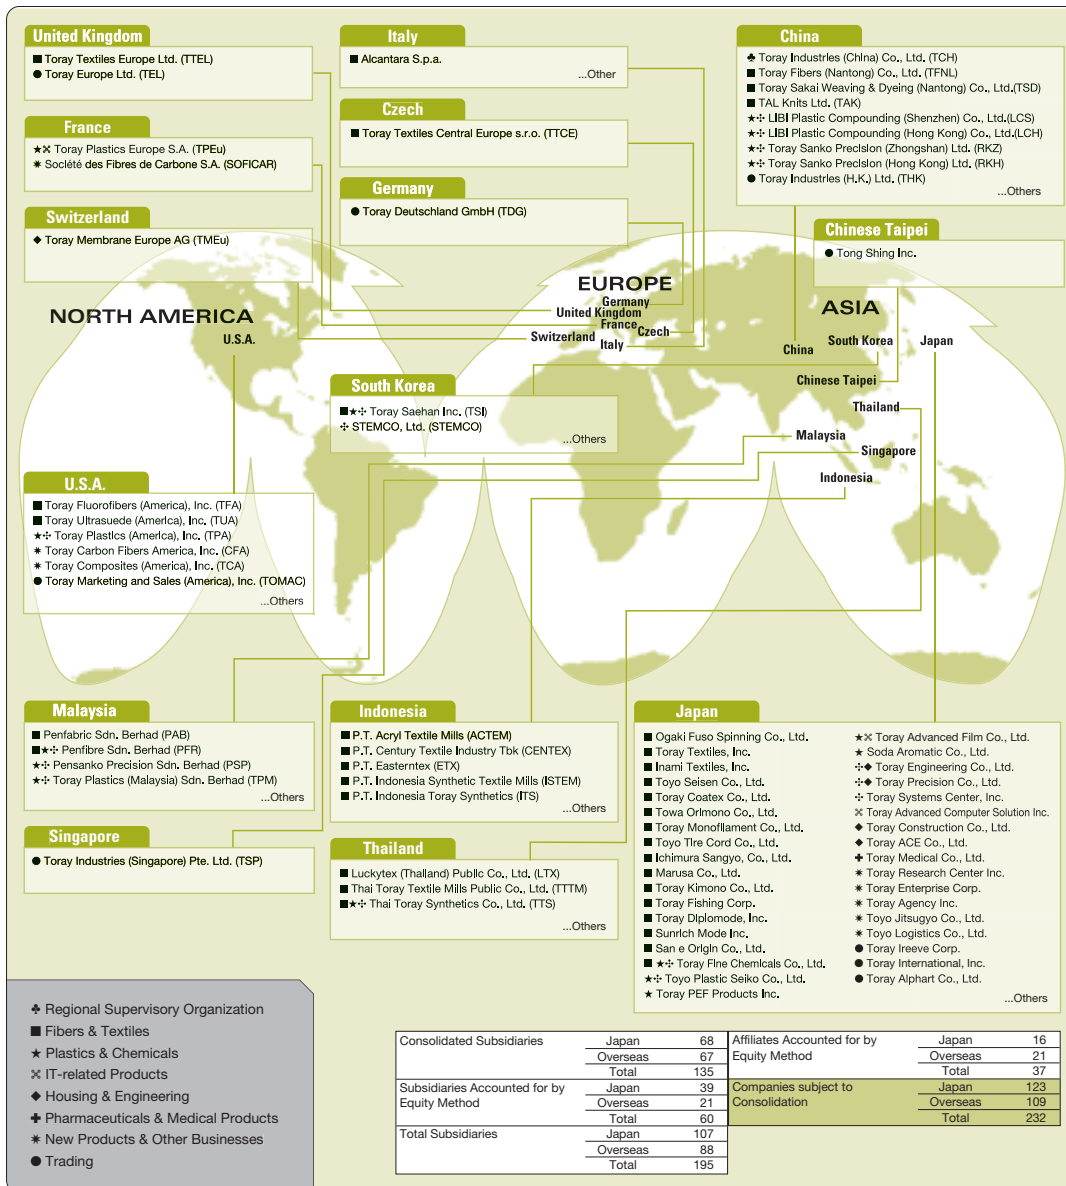 United Kingdom
■ Toray Textiles Europe Ltd. (TTEL)
● Toray Europe Ltd. (TEL)
France
★✣ Toray Plastics Europe S.A. (TPEu)
✷ Société des Fibres de Carbone S.A. (SOFICAR)
Switzerland
◆ Toray Membrane Europe AG (TMEu)
Italy
■ Alcantara S.p.a.
...Other
Czech
■ Toray Textiles Central Europe s.r.o. (TTCE)
Germany
● Toray Deutschland GmbH (TDG)
China
♣ Toray Industries (China) Co., Ltd. (TCH)
■ Toray Fibers (Nantong) Co., Ltd. (TFNL)
■ Toray Sakai Weaving & Dyeing (Nantong) Co., Ltd.(TSD)
■ TAL Knits Ltd. (TAK)
★✣ LIBI Plastic Compounding (Shenzhen) Co., Ltd.(LCS)
★✣ LIBI Plastic Compounding (Hong Kong) Co., Ltd.(LCH)
★✣ Toray Sanko Precision (Zhongshan) Ltd. (RKZ)
★✣ Toray Sanko Precision (Hong Kong) Ltd. (RKH)
● Toray Industries (H.K.) Ltd. (THK)
...Others
Chinese Taipei
● Tong Shing Inc.
NORTH AMERICA
U.S.A.
EUROPE
Germany
United Kingdom
France
Czech
Switzerland
Italy
ASIA
South Korea
Japan
China
Chinese Taipei
Thailand
Malaysia
Singapore
Indonesia
South Korea
■★✣ Toray Saehan Inc. (TSI)
✣ STEMCO, Ltd. (STEMCO)
...Others
U.S.A.
■ Toray Fluorofibers (America), Inc. (TFA)
■ Toray Ultrasuede (America), Inc. (TUA)
★✣ Toray Plastics (America), Inc. (TPA)
✷ Toray Carbon Fibers America, Inc. (CFA)
✷ Toray Composites (America), Inc. (TCA)
● Toray Marketing and Sales (America), Inc. (TOMAC)
...Others
Malaysia
■ Penfabric Sdn. Berhad (PAB)
■★✣ Penfibre Sdn. Berhad (PFR)
★✣ Pensanko Precision Sdn. Berhad (PSP)
★✣ Toray Plastics (Malaysia) Sdn. Berhad (TPM)
...Others
Singapore
● Toray Industries (Singapore) Pte. Ltd. (TSP)
Indonesia
■ P.T. Acryl Textile Mills (ACTEM)
■ P.T. Century Textile Industry Tbk (CENTEX)
■ P.T. Easterntex (ETX)
■ P.T. Indonesia Synthetic Textile Mills (ISTEM)
■ P.T. Indonesia Toray Synthetics (ITS)
...Others
Thailand
■ Luckytex (Thailand) Public Co., Ltd. (LTX)
■ Thai Toray Textile Mills Public Co., Ltd. (TTTM)
■★✣ Thai Toray Synthetics Co., Ltd. (TTS)
...Others
Japan
■ Ogaki Fuso Spinning Co., Ltd.
■ Toray Textiles, Inc.
■ Inami Textiles, Inc.
■ Toyo Seisen Co., Ltd.
■ Toray Coatex Co., Ltd.
■ Towa Orimono Co., Ltd.
■ Toray Monofilament Co., Ltd.
■ Toyo Tire Cord Co., Ltd.
■ Ichimura Sangyo, Co., Ltd.
■ Marusa Co., Ltd.
■ Toray Kimono Co., Ltd.
■ Toray Fishing Corp.
■ Toray Diplomode, Inc.
■ Sunrich Mode Inc.
■ San e Origin Co., Ltd.
■ ★✣ Toray Fine Chemicals Co., Ltd.
★✣ Toyo Plastic Seiko Co., Ltd.
★ Toray PEF Products Inc.
★✣ Toray Advanced Film Co., Ltd.
★ Soda Aromatic Co., Ltd.
✣◆ Toray Engineering Co., Ltd.
✣◆ Toray Precision Co., Ltd.
✣ Toray Systems Center, Inc.
✣ Toray Advanced Computer Solution Inc.
◆ Toray Construction Co., Ltd.
◆ Toray ACE Co., Ltd.
✚ Toray Medical Co., Ltd.
✷ Toray Research Center Inc.
✷ Toray Enterprise Corp.
✷ Toray Agency Inc.
✷ Toyo Jitsugyo Co., Ltd.
✷ Toyo Logistics Co., Ltd.
● Toray Ireeve Corp.
● Toray International, Inc.
● Toray Alphart Co., Ltd.
...Others
♣ Regional Supervisory Organization
■ Fibers & Textiles
★ Plastics & Chemicals
✣ IT-related Products
◆ Housing & Engineering
✚ Pharmaceuticals & Medical Products
✷ New Products & Other Businesses
● Trading
Consolidated Subsidiaries Japan 68
Overseas 67
Total 135
Subsidiaries Accounted for by Japan 39
Equity Method Overseas 21
Total 60
Total Subsidiaries Japan 107
Overseas 88
Total 195
Affiliates Accounted for by Japan 16
Equity Method Overseas 21
Total 37
Companies subject to Japan 123
Consolidation Overseas 109
Total 232